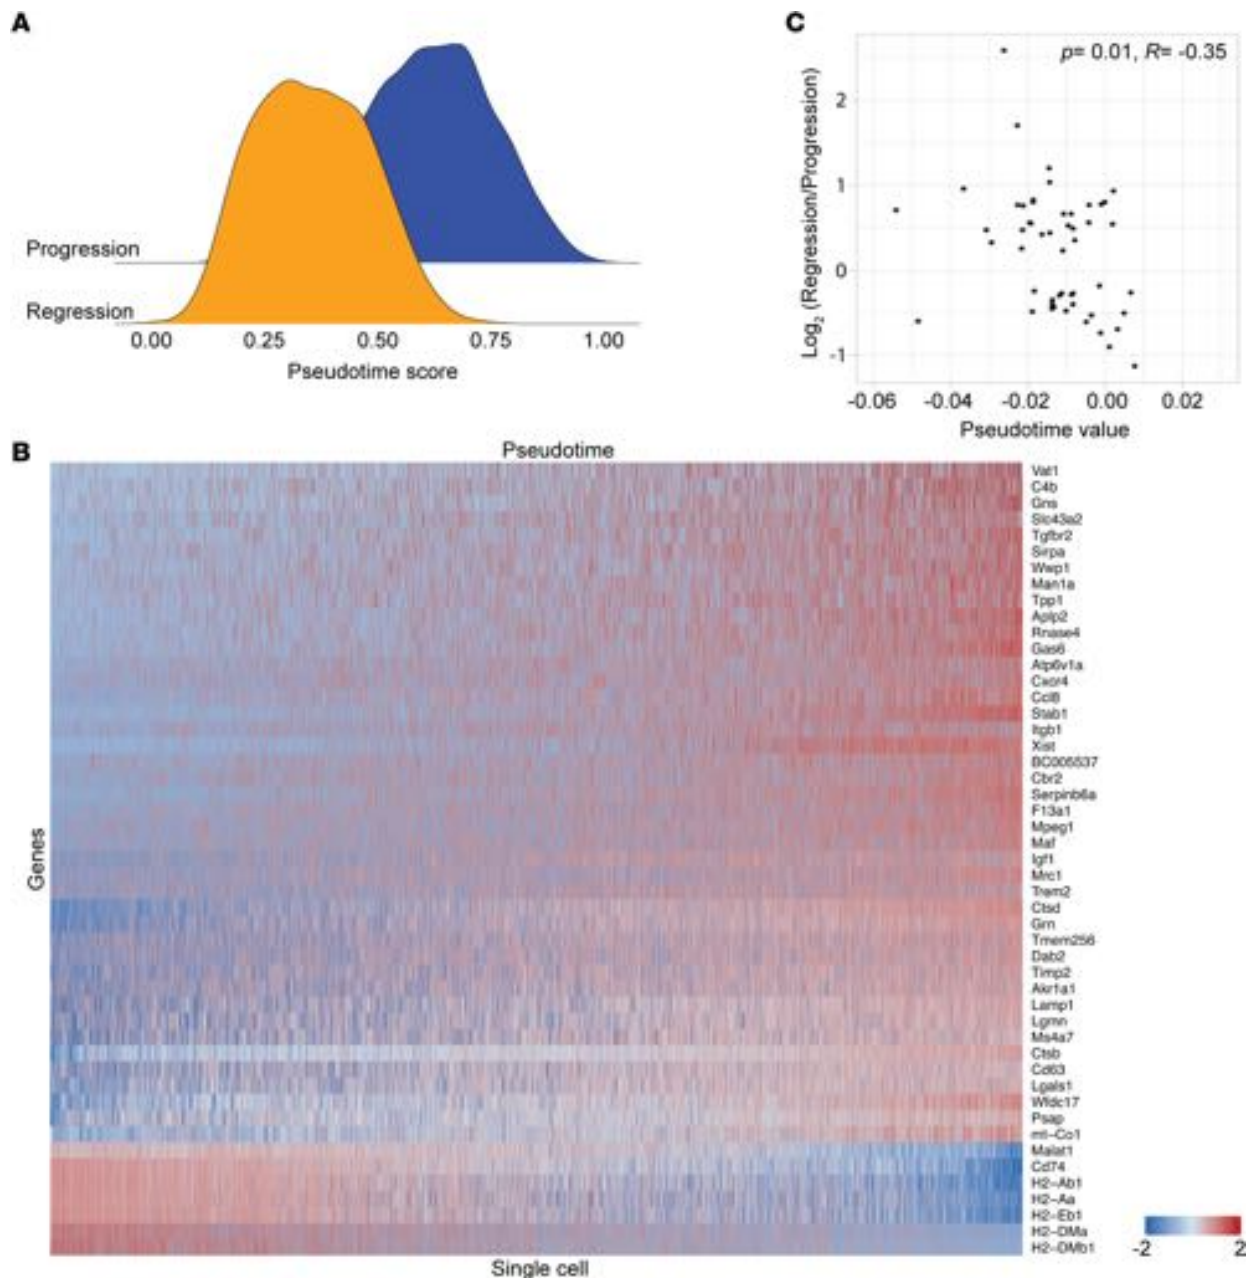 A
Progression
Regression
0.00 0.25 0.50 0.75 1.00
Pseudotime score
C
p= 0.01, R= -0.35
Log2 (Regression/Progression)
2
1
0
-1
-0.06 -0.04 -0.02 0.00 0.02
Pseudotime value
B
Pseudotime
Genes
Vat1
C4b
Gns
Slc43a2
Tgfbr2
Sirpa
Wwp1
Man1a
Tpp1
Aplp2
Rnase4
Gas6
Atp6v1a
Cxcr4
Ccl8
Stab1
Itgb1
Xist
BC005537
Cbr2
Serpinb6a
F13a1
Mpeg1
Maf
Igf1
Mrc1
Trem2
Ctsd
Grn
Tmem256
Dab2
Timp2
Akr1a1
Lamp1
Lgmn
Ms4a7
Ctsb
Cd63
Lgals1
Wfdc17
Psap
mt-Co1
Malat1
Cd74
H2-Ab1
H2-Aa
H2-Eb1
H2-DMa
H2-DMb1
Single cell
-2 2